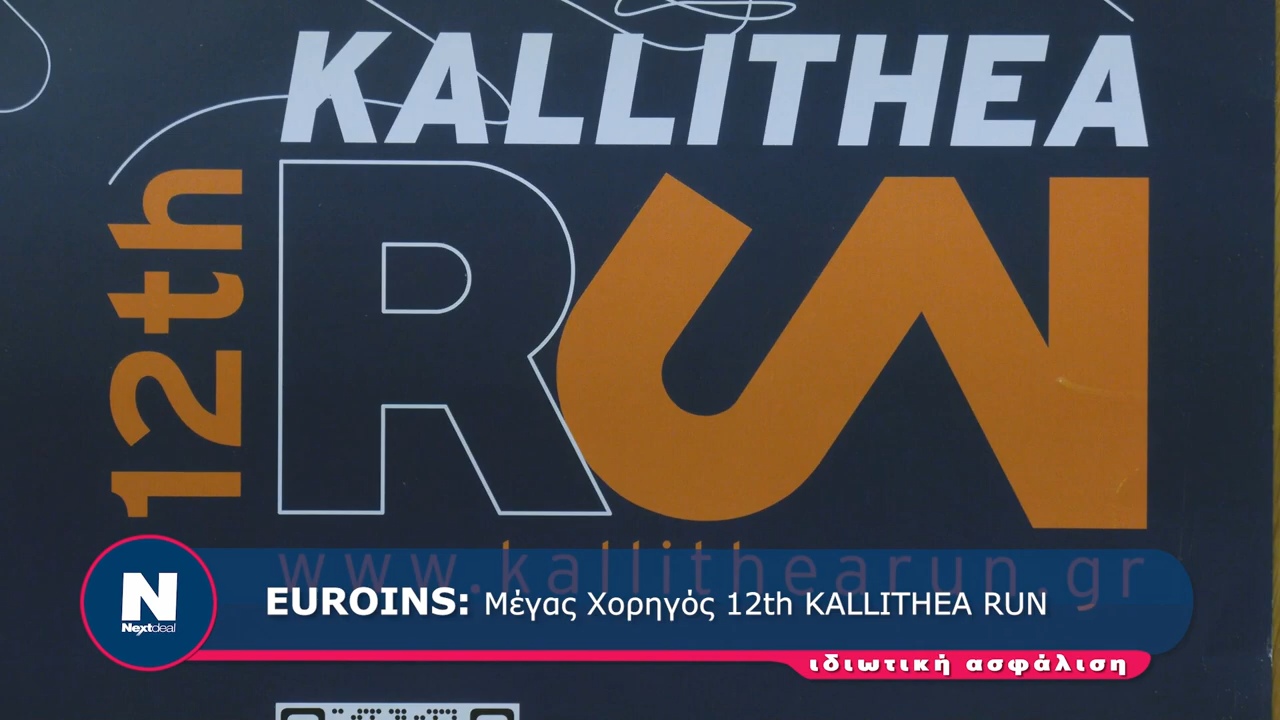 KALLITHEA
12th
RUN
www.kallithearun.gr
N
Nextdeal
EUROINS: Μέγας Χορηγός 12th KALLITHEA RUN
ιδιωτική ασφάλιση